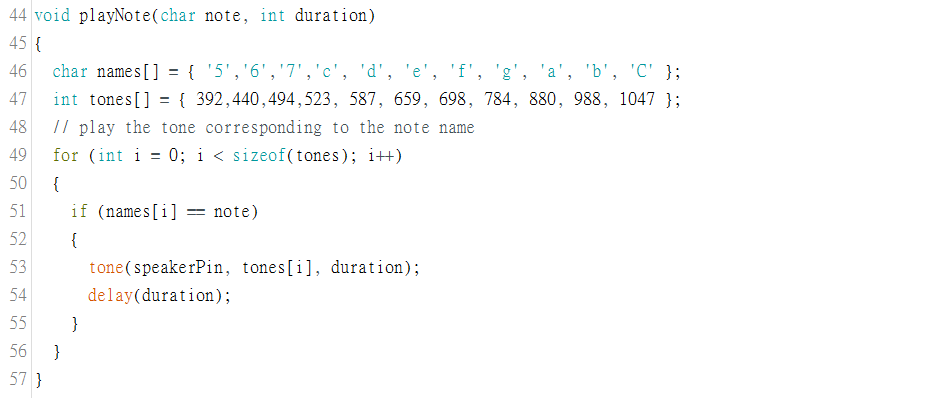 44 void playNote(char note, int duration)
45 {
46   char names[] = { '5','6','7','c', 'd', 'e', 'f', 'g', 'a', 'b', 'C' };
47   int tones[] = { 392,440,494,523, 587, 659, 698, 784, 880, 988, 1047 };
48   // play the tone corresponding to the note name
49   for (int i = 0; i < sizeof(tones); i++)
50   {
51     if (names[i] == note)
52     {
53       tone(speakerPin, tones[i], duration);
54       delay(duration);
55     }
56   }
57 }